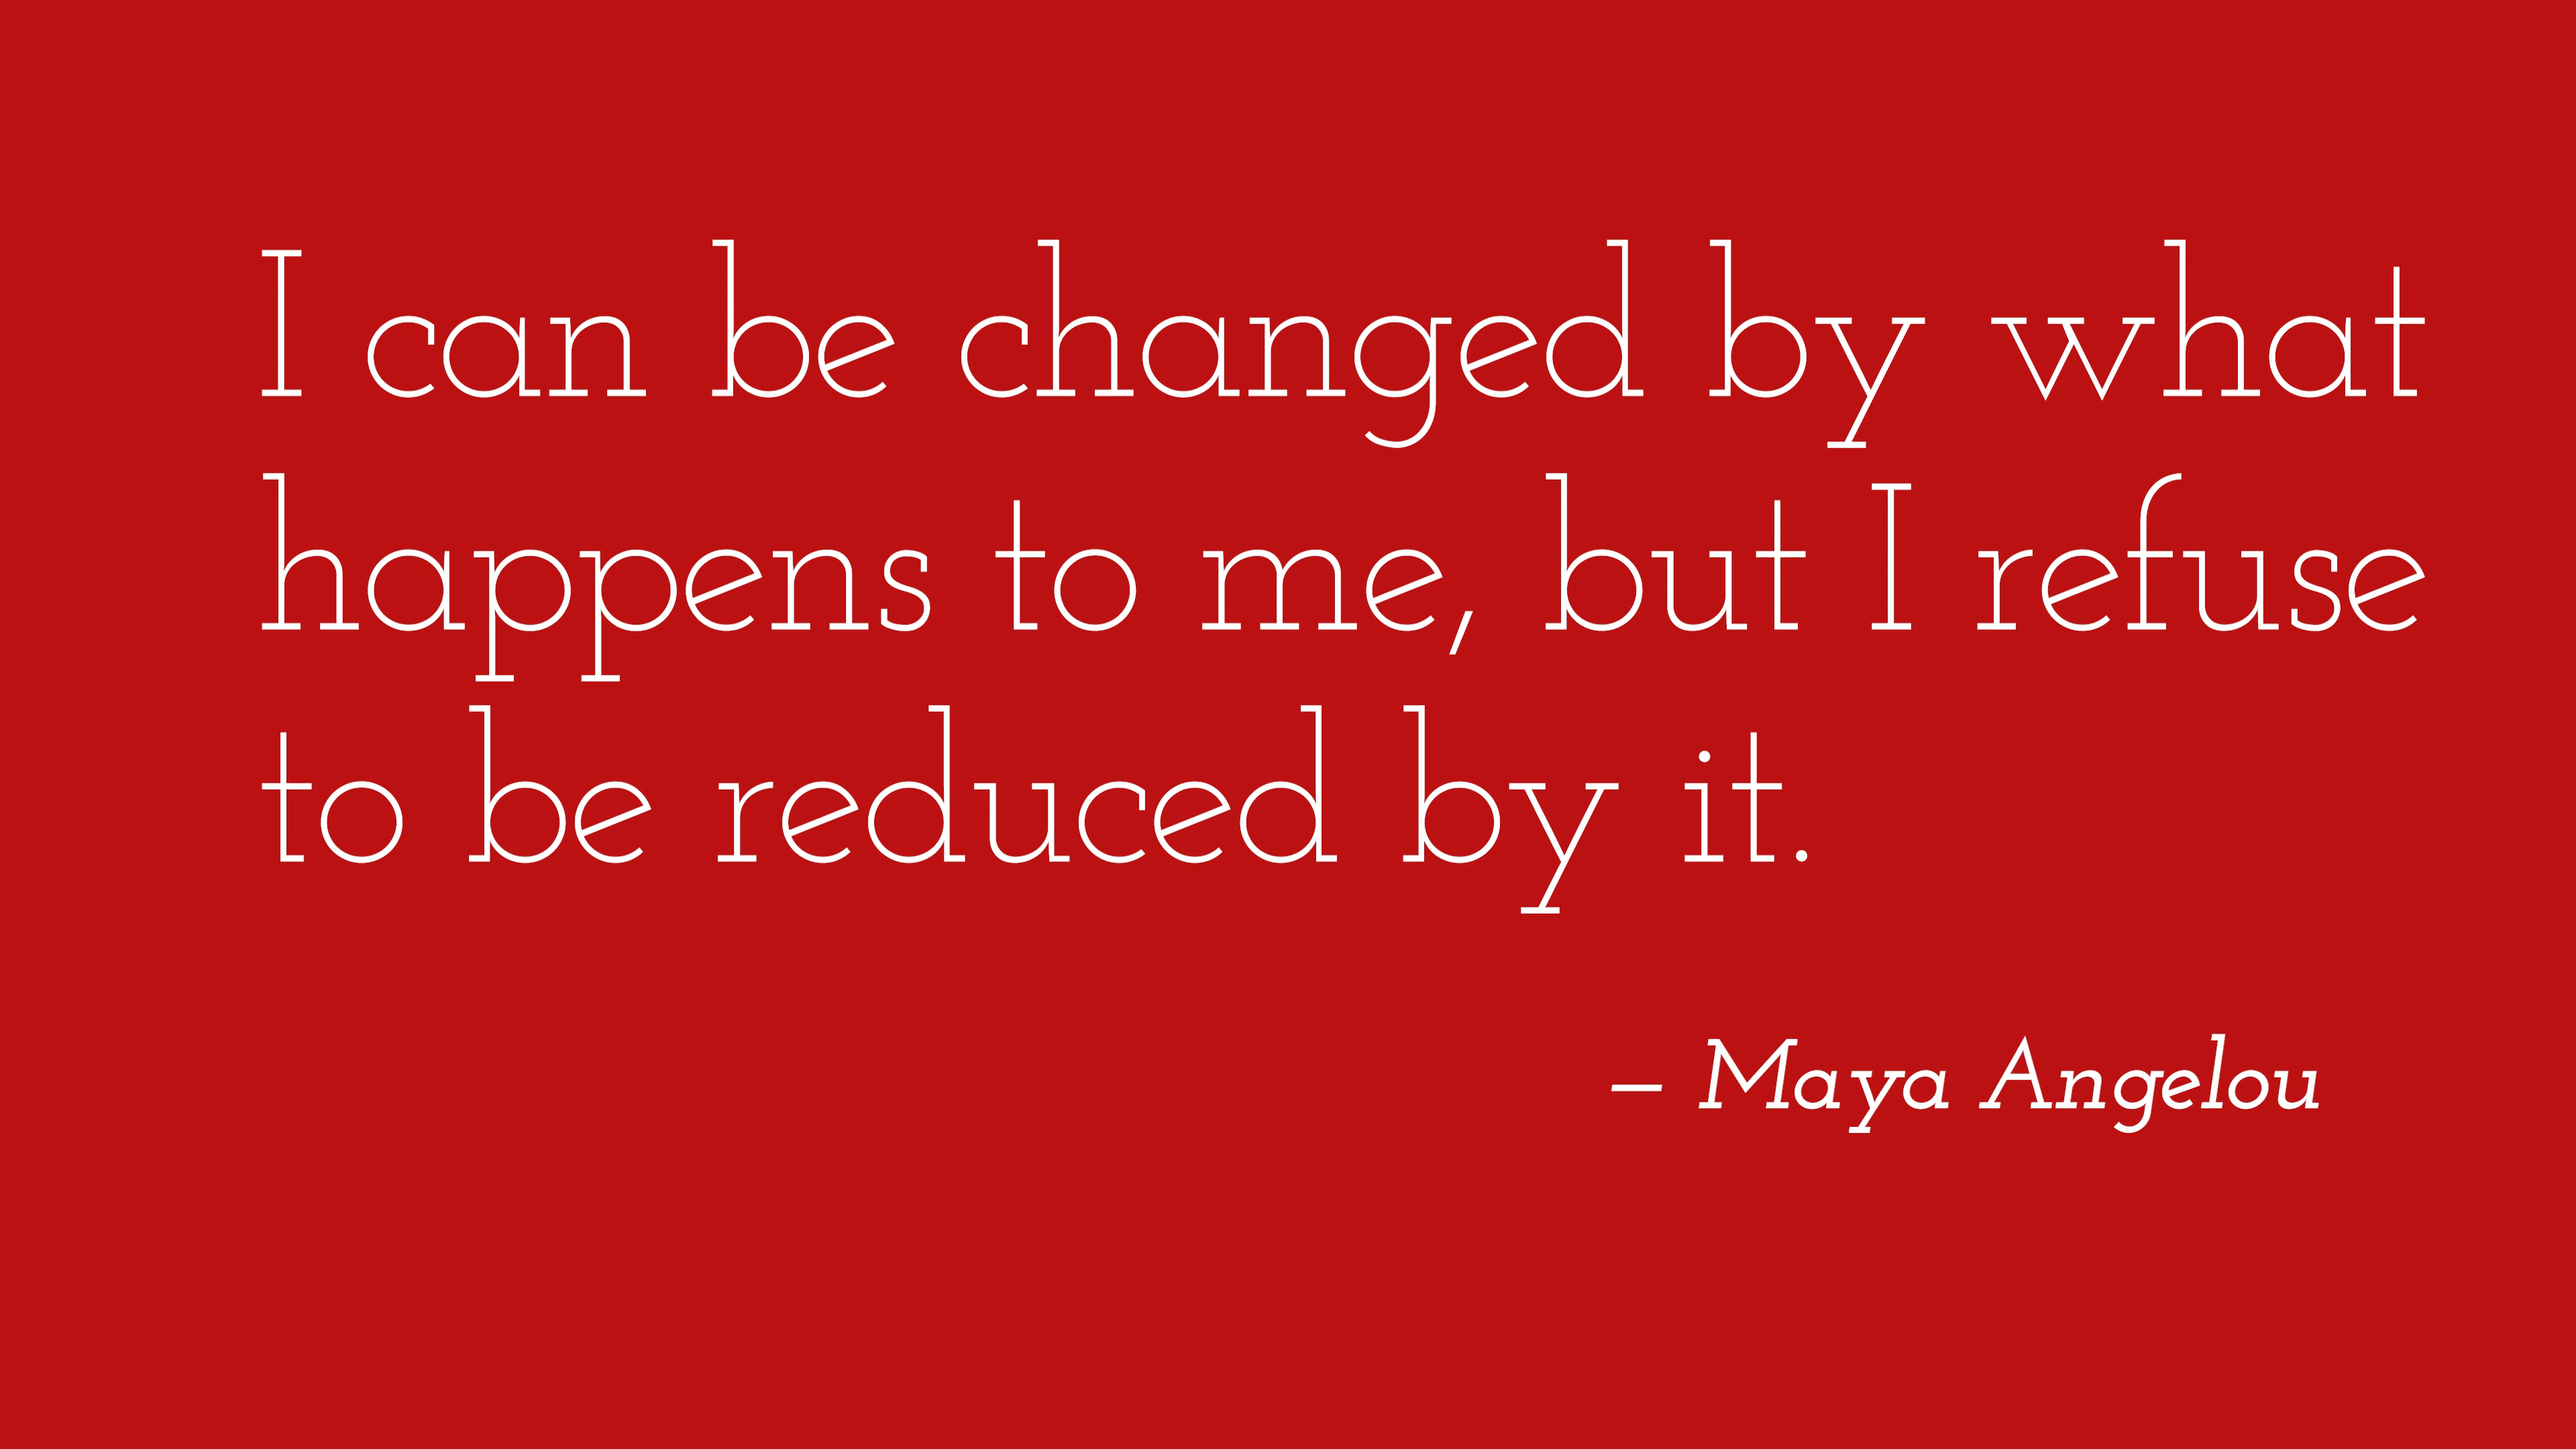 I can be changed by what
happens to me, but I refuse
to be reduced by it.
– Maya Angelou